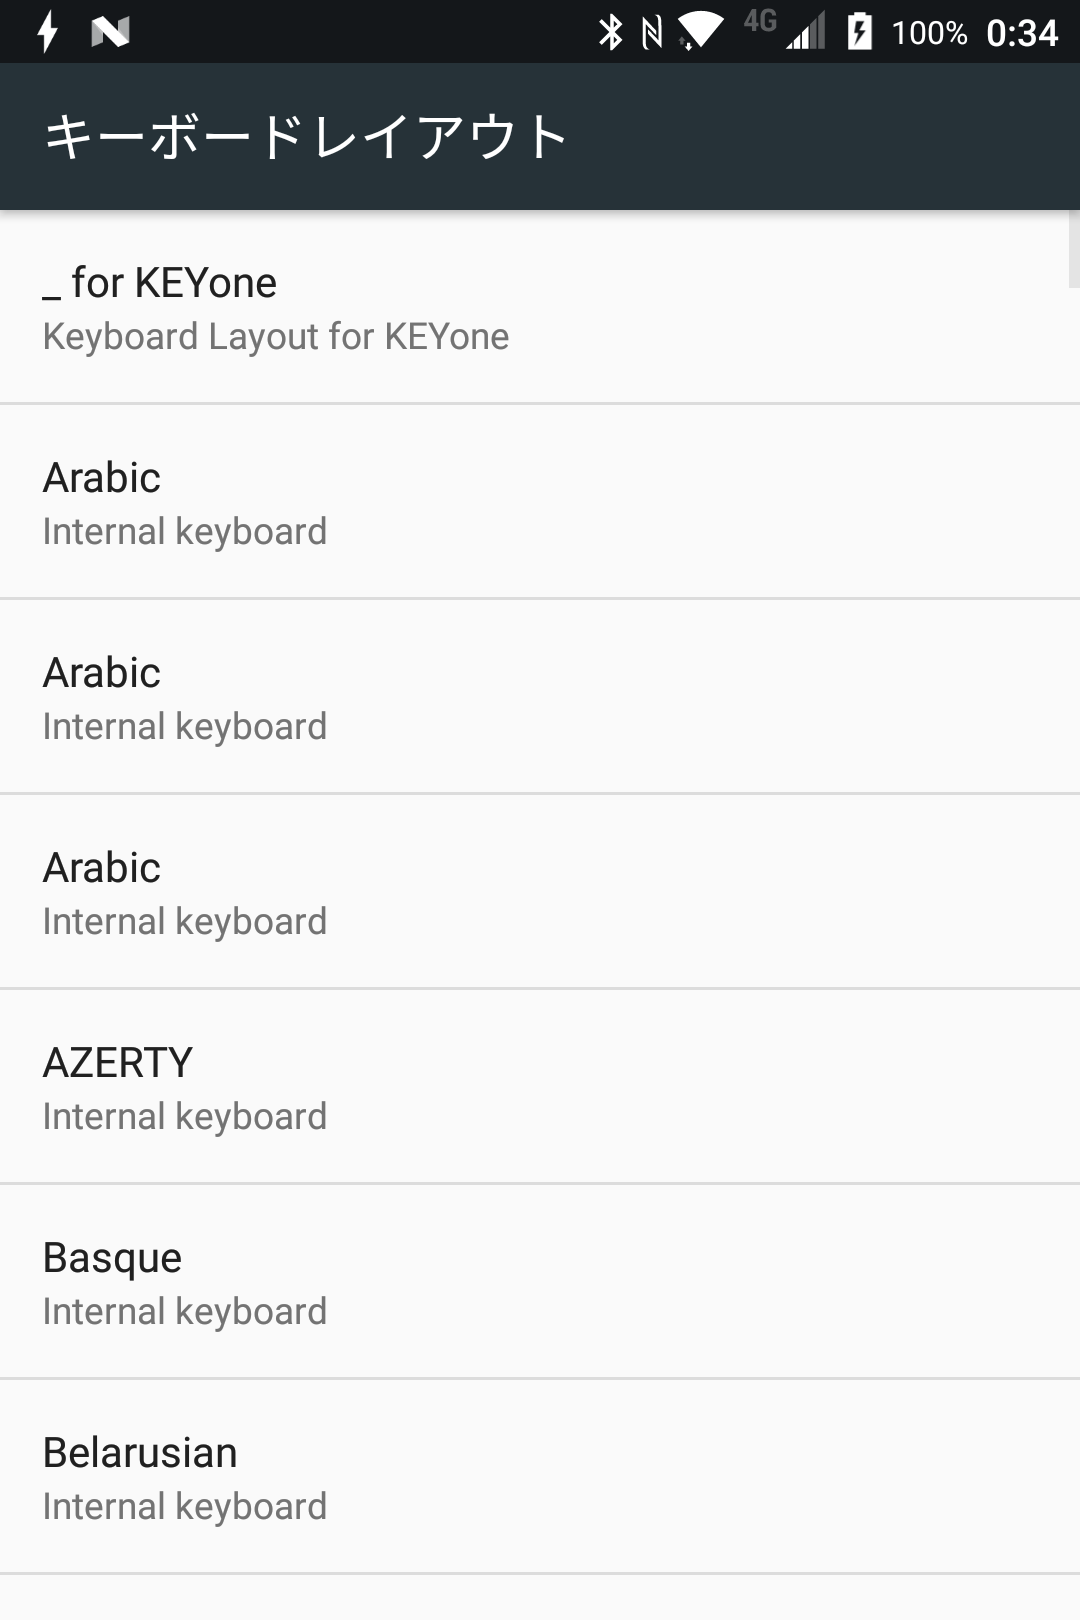 4G 100% 0:34
キーボードレイアウト
_ for KEYone
Keyboard Layout for KEYone
Arabic
Internal keyboard
Arabic
Internal keyboard
Arabic
Internal keyboard
AZERTY
Internal keyboard
Basque
Internal keyboard
Belarusian
Internal keyboard